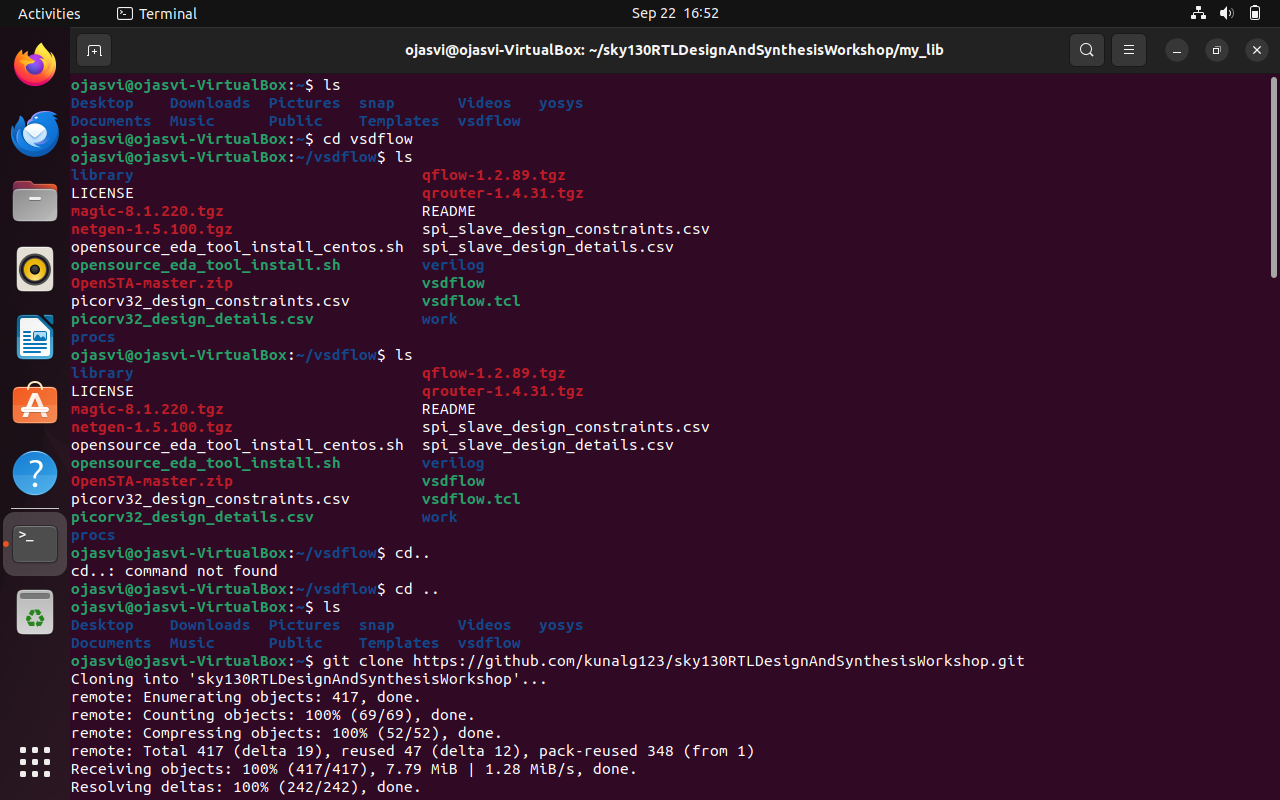 Activities Terminal Sep 22 16:52
ojasvi@ojasvi-VirtualBox: ~/sky130RTLDesignAndSynthesisWorkshop/my_lib
ojasvi@ojasvi-VirtualBox:~$ ls
Desktop Downloads Pictures snap Videos yosys
Documents Music Public Templates vsdflow
ojasvi@ojasvi-VirtualBox:~$ cd vsdflow
ojasvi@ojasvi-VirtualBox:~/vsdflow$ ls
library qflow-1.2.89.tgz
LICENSE qrouter-1.4.31.tgz
magic-8.1.220.tgz README
netgen-1.5.100.tgz spi_slave_design_constraints.csv
opensource_eda_tool_install_centos.sh spi_slave_design_details.csv
opensource_eda_tool_install.sh verilog
OpenSTA-master.zip vsdflow
picorv32_design_constraints.csv vsdflow.tcl
picorv32_design_details.csv work
procs
ojasvi@ojasvi-VirtualBox:~/vsdflow$ ls
library qflow-1.2.89.tgz
LICENSE qrouter-1.4.31.tgz
magic-8.1.220.tgz README
netgen-1.5.100.tgz spi_slave_design_constraints.csv
opensource_eda_tool_install_centos.sh spi_slave_design_details.csv
opensource_eda_tool_install.sh verilog
OpenSTA-master.zip vsdflow
picorv32_design_constraints.csv vsdflow.tcl
picorv32_design_details.csv work
procs
ojasvi@ojasvi-VirtualBox:~/vsdflow$ cd..
cd..: command not found
ojasvi@ojasvi-VirtualBox:~/vsdflow$ cd ..
ojasvi@ojasvi-VirtualBox:~$ ls
Desktop Downloads Pictures snap Videos yosys
Documents Music Public Templates vsdflow
ojasvi@ojasvi-VirtualBox:~$ git clone https://github.com/kunalg123/sky130RTLDesignAndSynthesisWorkshop.git
Cloning into 'sky130RTLDesignAndSynthesisWorkshop'...
remote: Enumerating objects: 417, done.
remote: Counting objects: 100% (69/69), done.
remote: Compressing objects: 100% (52/52), done.
remote: Total 417 (delta 19), reused 47 (delta 12), pack-reused 348 (from 1)
Receiving objects: 100% (417/417), 7.79 MiB | 1.28 MiB/s, done.
Resolving deltas: 100% (242/242), done.